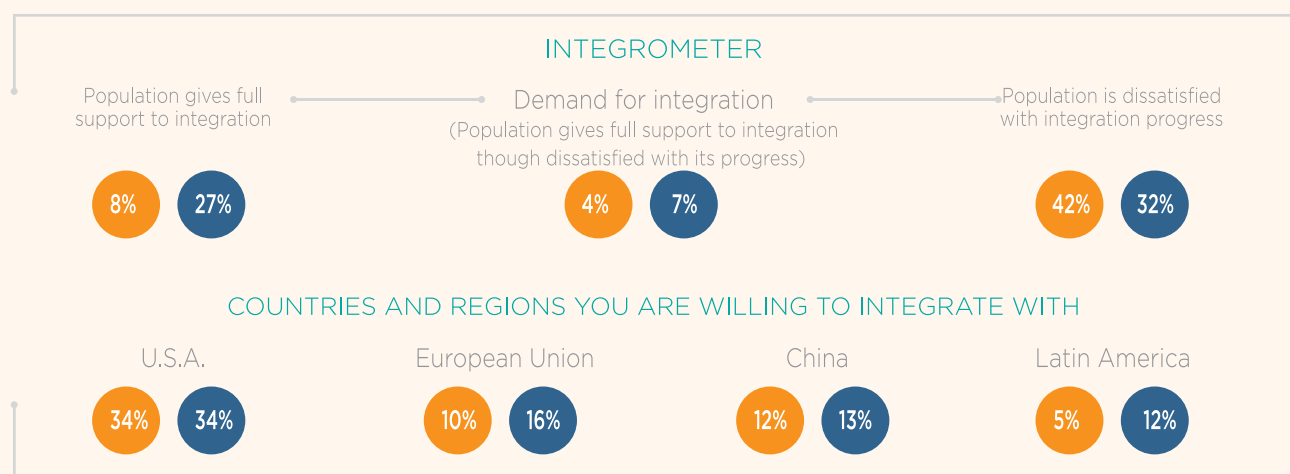 INTEGROMETER
Population gives full
support to integration
Demand for integration
(Population gives full support to integration
though dissatisfied with its progress)
Population is dissatisfied
with integration progress
8% 27%
4% 7%
42% 32%
COUNTRIES AND REGIONS YOU ARE WILLING TO INTEGRATE WITH
U.S.A.
European Union
China
Latin America
34% 34%
10% 16%
12% 13%
5% 12%